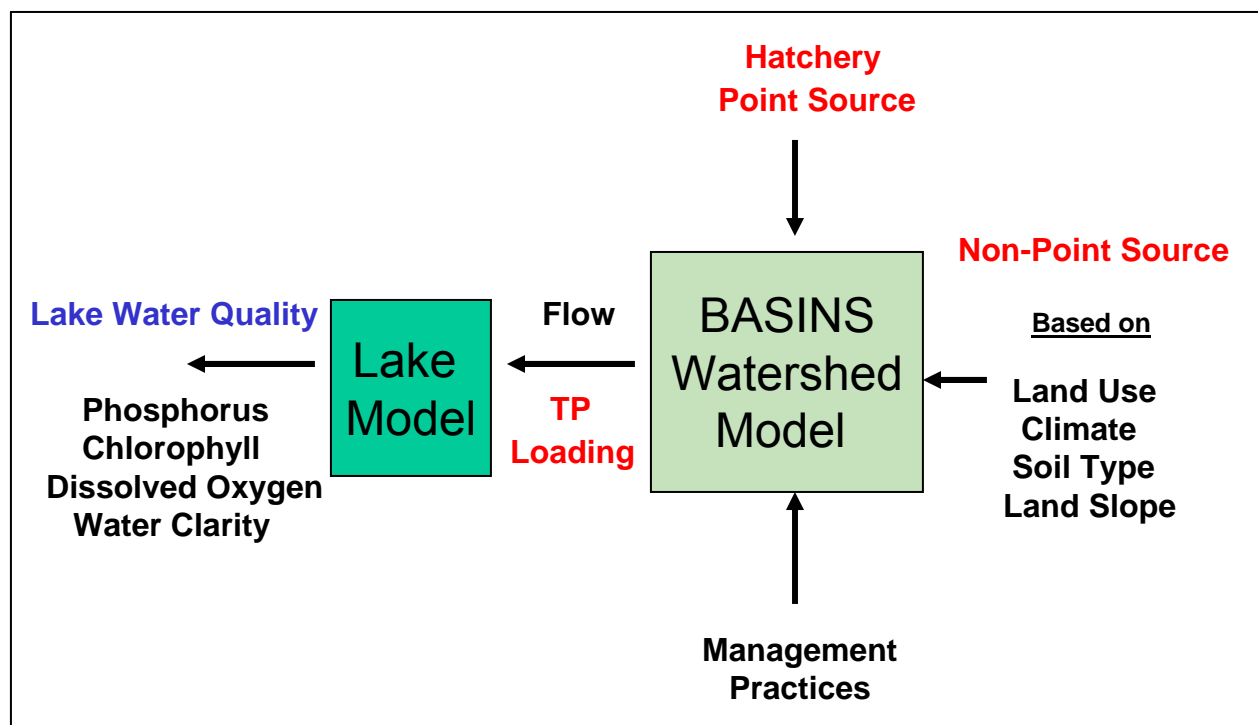 Hatchery
Point Source
Non-Point Source
Based on
Land Use
Climate
Soil Type
Land Slope
BASINS
Watershed
Model
Management
Practices
Flow
TP
Loading
Lake
Model
Lake Water Quality
Phosphorus
Chlorophyll
Dissolved Oxygen
Water Clarity